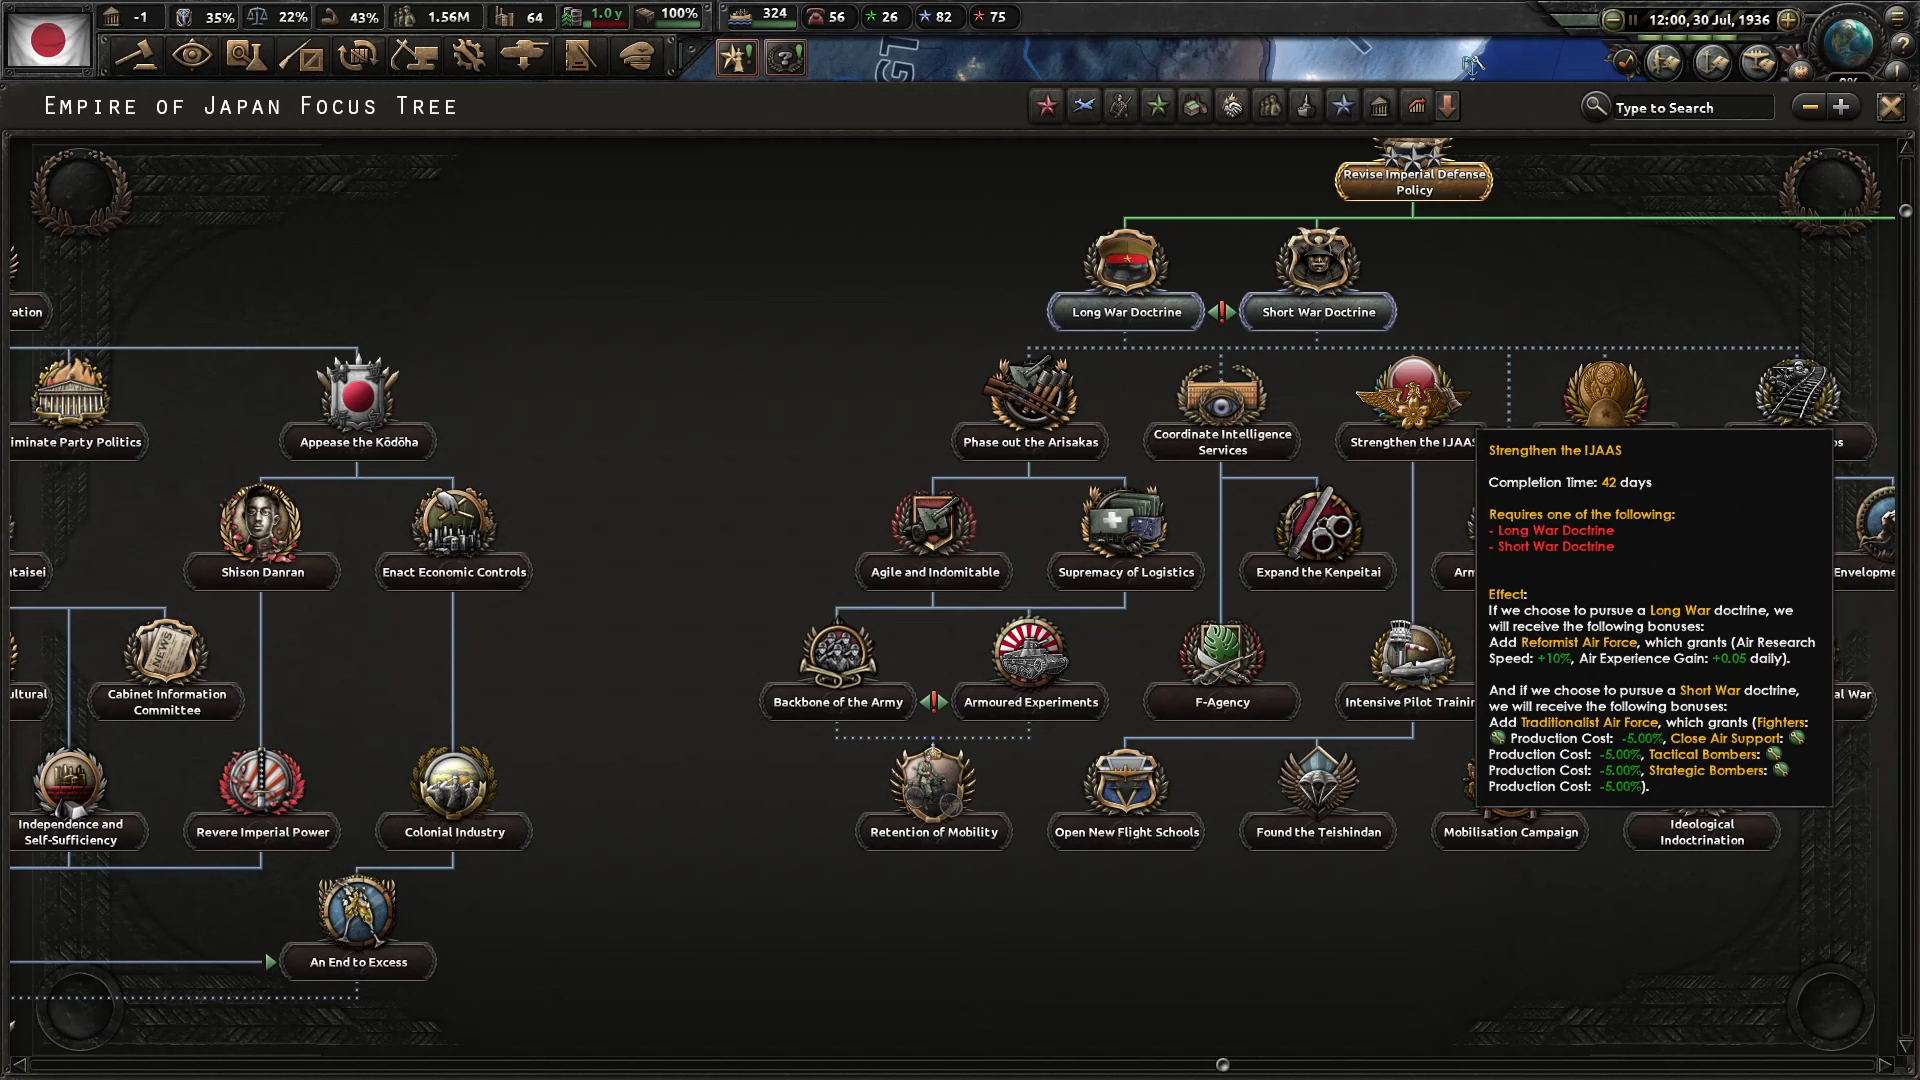 -1
35%
22%
43%
1.56M
64
1.0 y
100%
324
56
26
82
75
12:00, 30 Jul, 1936
Empire of Japan Focus Tree
Type to Search
Revise Imperial Defense
Policy
Long War Doctrine
Short War Doctrine
ration
iminate Party Politics
Appease the Kōdōha
Phase out the Arisakas
Coordinate Intelligence
Services
Strengthen the IJAAS
Strengthen the IJAAS
Completion Time: 42 days
Requires one of the following:
- Long War Doctrine
- Short War Doctrine
Effect:
If we choose to pursue a Long War doctrine, we
will receive the following bonuses:
Add Reformist Air Force, which grants (Air Research
Speed: +10%, Air Experience Gain: +0.05 daily).
And if we choose to pursue a Short War doctrine,
we will receive the following bonuses:
Add Traditionalist Air Force, which grants (Fighters:
Production Cost: -5.00%, Close Air Support:
Production Cost: -5.00%, Tactical Bombers:
Production Cost: -5.00%, Strategic Bombers:
Production Cost: -5.00%).
ntaisei
Shison Danran
Enact Economic Controls
Agile and Indomitable
Supremacy of Logistics
Expand the Kenpeitai
Arm
Envelopme
ultural
Cabinet Information
Committee
Backbone of the Army
Armoured Experiments
F-Agency
Intensive Pilot Trainin
al War
Independence and
Self-Sufficiency
Revere Imperial Power
Colonial Industry
Retention of Mobility
Open New Flight Schools
Found the Teishindan
Mobilisation Campaign
Ideological
Indoctrination
An End to Excess